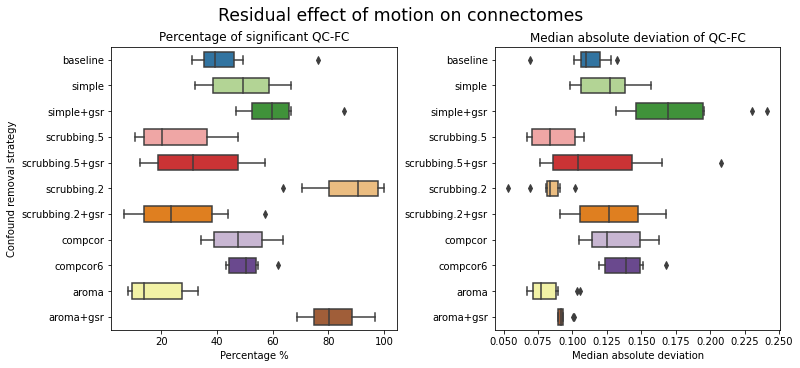 Residual effect of motion on connectomes
Percentage of significant QC-FC
Confound removal strategy
baseline
simple
simple+gsr
scrubbing.5
scrubbing.5+gsr
scrubbing.2
scrubbing.2+gsr
compcor
compcor6
aroma
aroma+gsr
20 40 60 80 100
Percentage %
Median absolute deviation of QC-FC
baseline
simple
simple+gsr
scrubbing.5
scrubbing.5+gsr
scrubbing.2
scrubbing.2+gsr
compcor
compcor6
aroma
aroma+gsr
0.050 0.075 0.100 0.125 0.150 0.175 0.200 0.225 0.250
Median absolute deviation